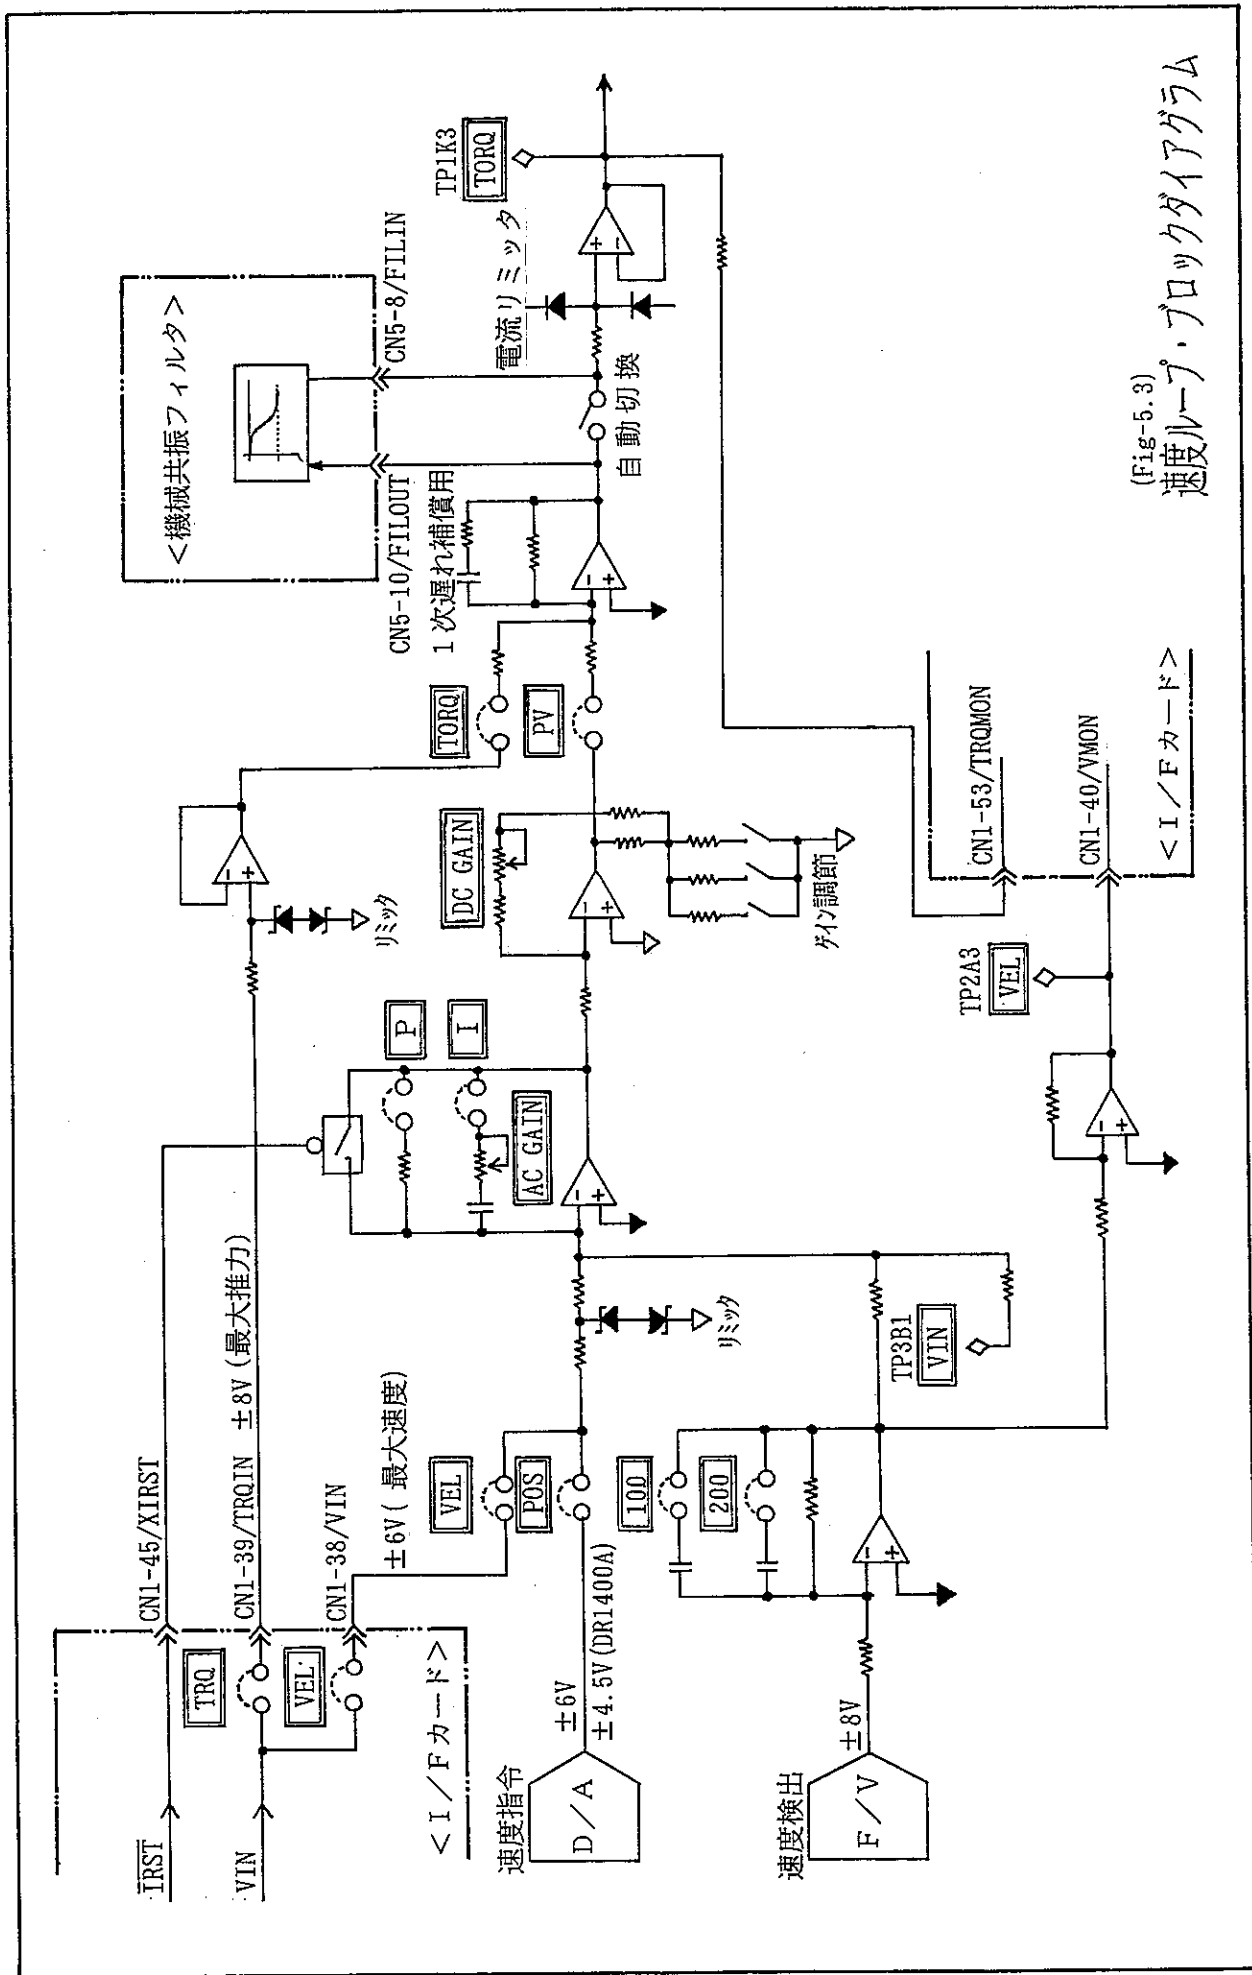 IRST
VIN
CN1-45/XIRST
CN1-39/TRQIN
±8V(最大推力)
TRQ
VEL
CN1-38/VIN
±6V( 最大速度)
<I/Fカード>
速度指令
D/A
±6V
±4.5V(DR1400A)
VEL
POS
リミッタ
速度検出
F/V
±8V
100
200
TP3B1
VIN
P
I
AC GAIN
リミッタ
DC GAIN
ゲイン調節
TORQ
PV
<機械共振フィルタ>
CN5-10/FILOUT
CN5-8/FILIN
1次遅れ補償用
自動切換
電流リミッタ
TP1K3
TORQ
TP2A3
VEL
CN1-53/TRQMON
CN1-40/VMON
<I/Fカード>
(Fig-5.3)
速度ループ・ブロックダイアグラム